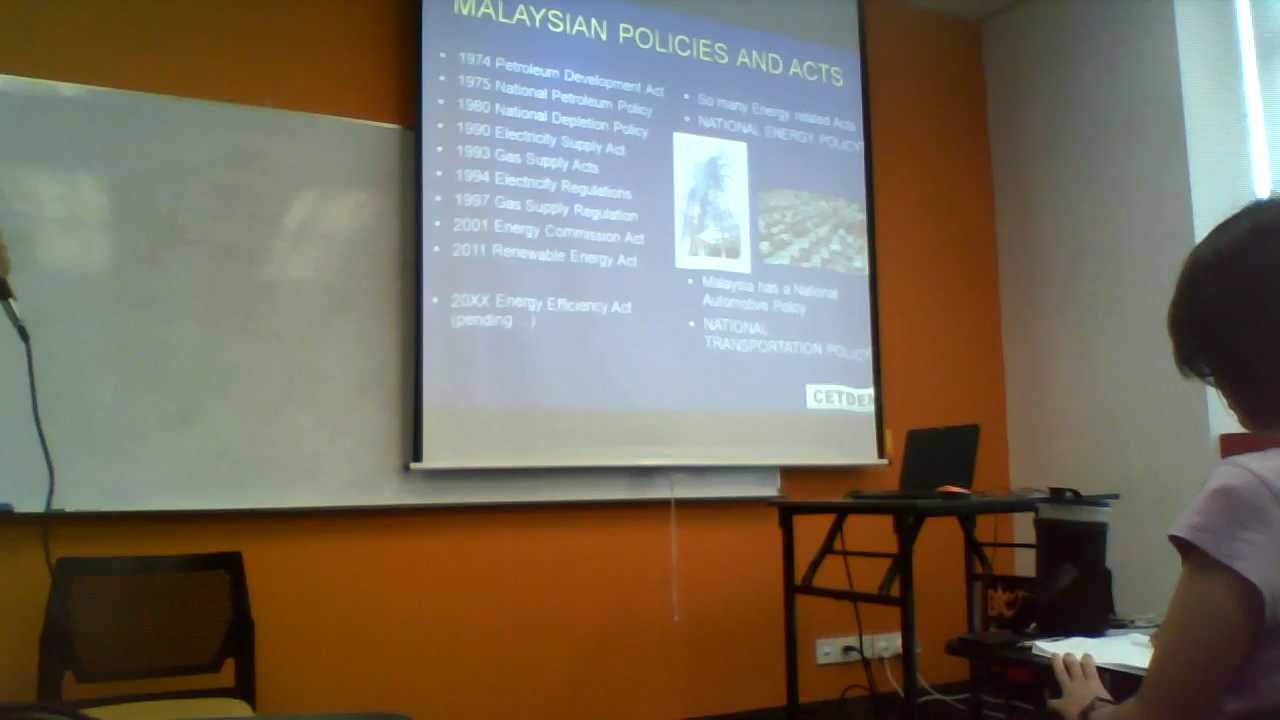 MALAYSIAN POLICIES AND ACTS
• 1974 Petroleum Development Act
• 1975 National Petroleum Policy
• 1980 National Depletion Policy
• 1990 Electricity Supply Act
• 1993 Gas Supply Acts
• 1994 Electricity Regulations
• 1997 Gas Supply Regulation
• 2001 Energy Commission Act
• 2011 Renewable Energy Act
• 20XX Energy Efficiency Act
(pending )
• So many Energy related Acts
• NATIONAL ENERGY POLICY
• Malaysia has a National
Automotive Policy
• NATIONAL
TRANSPORTATION POLICY
CETDEM